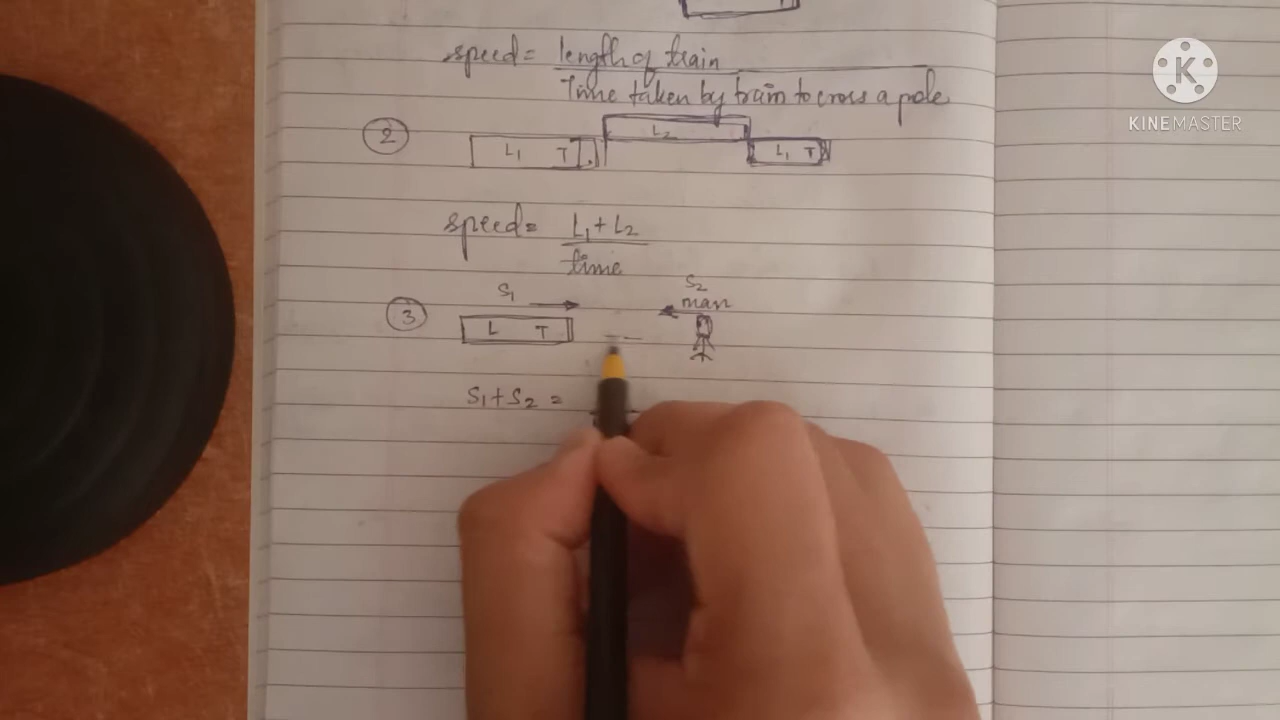 speed = length of train
Time taken by train to cross a pole
K
KINEMASTER
2
L2
L1 T
L1 T
speed = L1 + L2
time
S1
S2
man
3
L T
S1 + S2 =